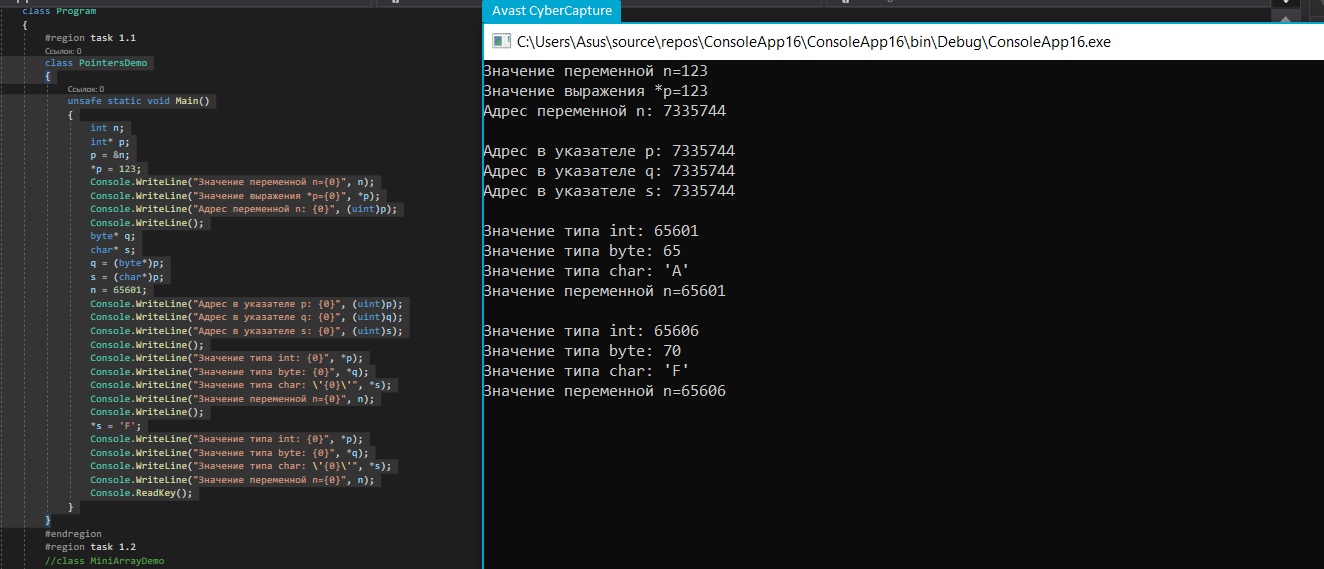 class Program
{
#region task 1.1
Ссылок: 0
class PointersDemo
{
Ссылок: 0
unsafe static void Main()
{
int n;
int* p;
p = &n;
*p = 123;
Console.WriteLine("Значение переменной n={0}", n);
Console.WriteLine("Значение выражения *p={0}", *p);
Console.WriteLine("Адрес переменной n: {0}", (uint)p);
Console.WriteLine();
byte* q;
char* s;
q = (byte*)p;
s = (char*)p;
n = 65601;
Console.WriteLine("Адрес в указателе p: {0}", (uint)p);
Console.WriteLine("Адрес в указателе q: {0}", (uint)q);
Console.WriteLine("Адрес в указателе s: {0}", (uint)s);
Console.WriteLine();
Console.WriteLine("Значение типа int: {0}", *p);
Console.WriteLine("Значение типа byte: {0}", *q);
Console.WriteLine("Значение типа char: \'{0}\'", *s);
Console.WriteLine("Значение переменной n={0}", n);
Console.WriteLine();
*s = 'F';
Console.WriteLine("Значение типа int: {0}", *p);
Console.WriteLine("Значение типа byte: {0}", *q);
Console.WriteLine("Значение типа char: \'{0}\'", *s);
Console.WriteLine("Значение переменной n={0}", n);
Console.ReadKey();
}
}
#endregion
#region task 1.2
//class MiniArrayDemo
Avast CyberCapture
C:\Users\Asus\source\repos\ConsoleApp16\ConsoleApp16\bin\Debug\ConsoleApp16.exe
Значение переменной n=123
Значение выражения *p=123
Адрес переменной n: 7335744
Адрес в указателе p: 7335744
Адрес в указателе q: 7335744
Адрес в указателе s: 7335744
Значение типа int: 65601
Значение типа byte: 65
Значение типа char: 'A'
Значение переменной n=65601
Значение типа int: 65606
Значение типа byte: 70
Значение типа char: 'F'
Значение переменной n=65606